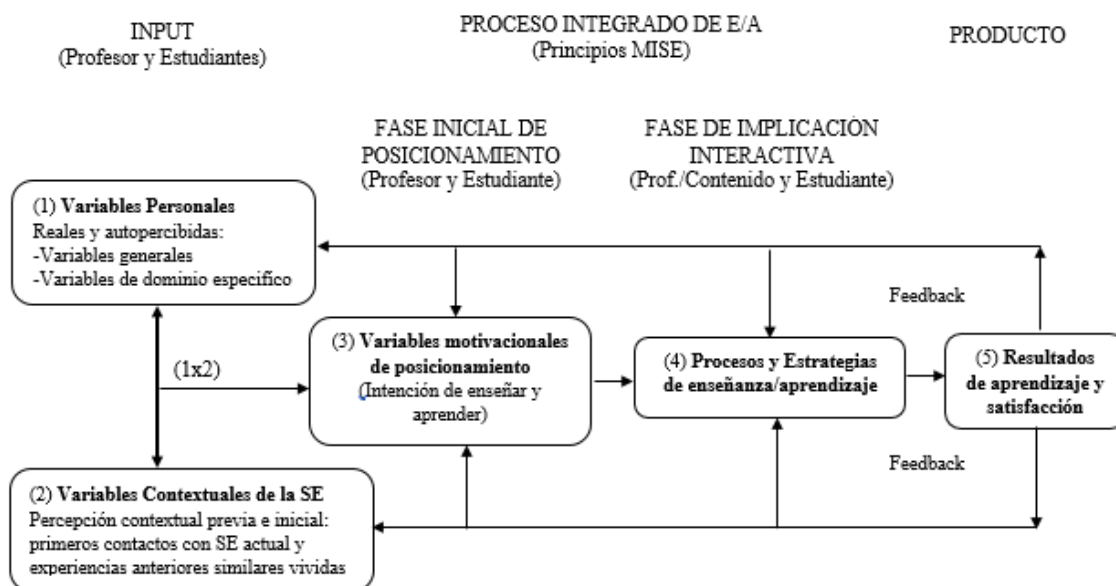 INPUT
(Profesor y Estudiantes)
PROCESO INTEGRADO DE E/A
(Principios MISE)
PRODUCTO
FASE INICIAL DE
POSICIONAMIENTO
(Profesor y Estudiante)
FASE DE IMPLICACIÓN
INTERACTIVA
(Prof./Contenido y Estudiante)
(1) Variables Personales
Reales y autopercibidas:
-Variables generales
-Variables de dominio especifíco
Feedback
(1x2)
(3) Variables motivacionales
de posicionamiento
(Intención de enseñar y
aprender)
(4) Procesos y Estrategias
de enseñanza/aprendizaje
(5) Resultados
de aprendizaje y
satisfacción
Feedback
(2) Variables Contextuales de la SE
Percepción contextual previa e inicial:
primeros contactos con SE actual y
experiencias anteriores similares vividas